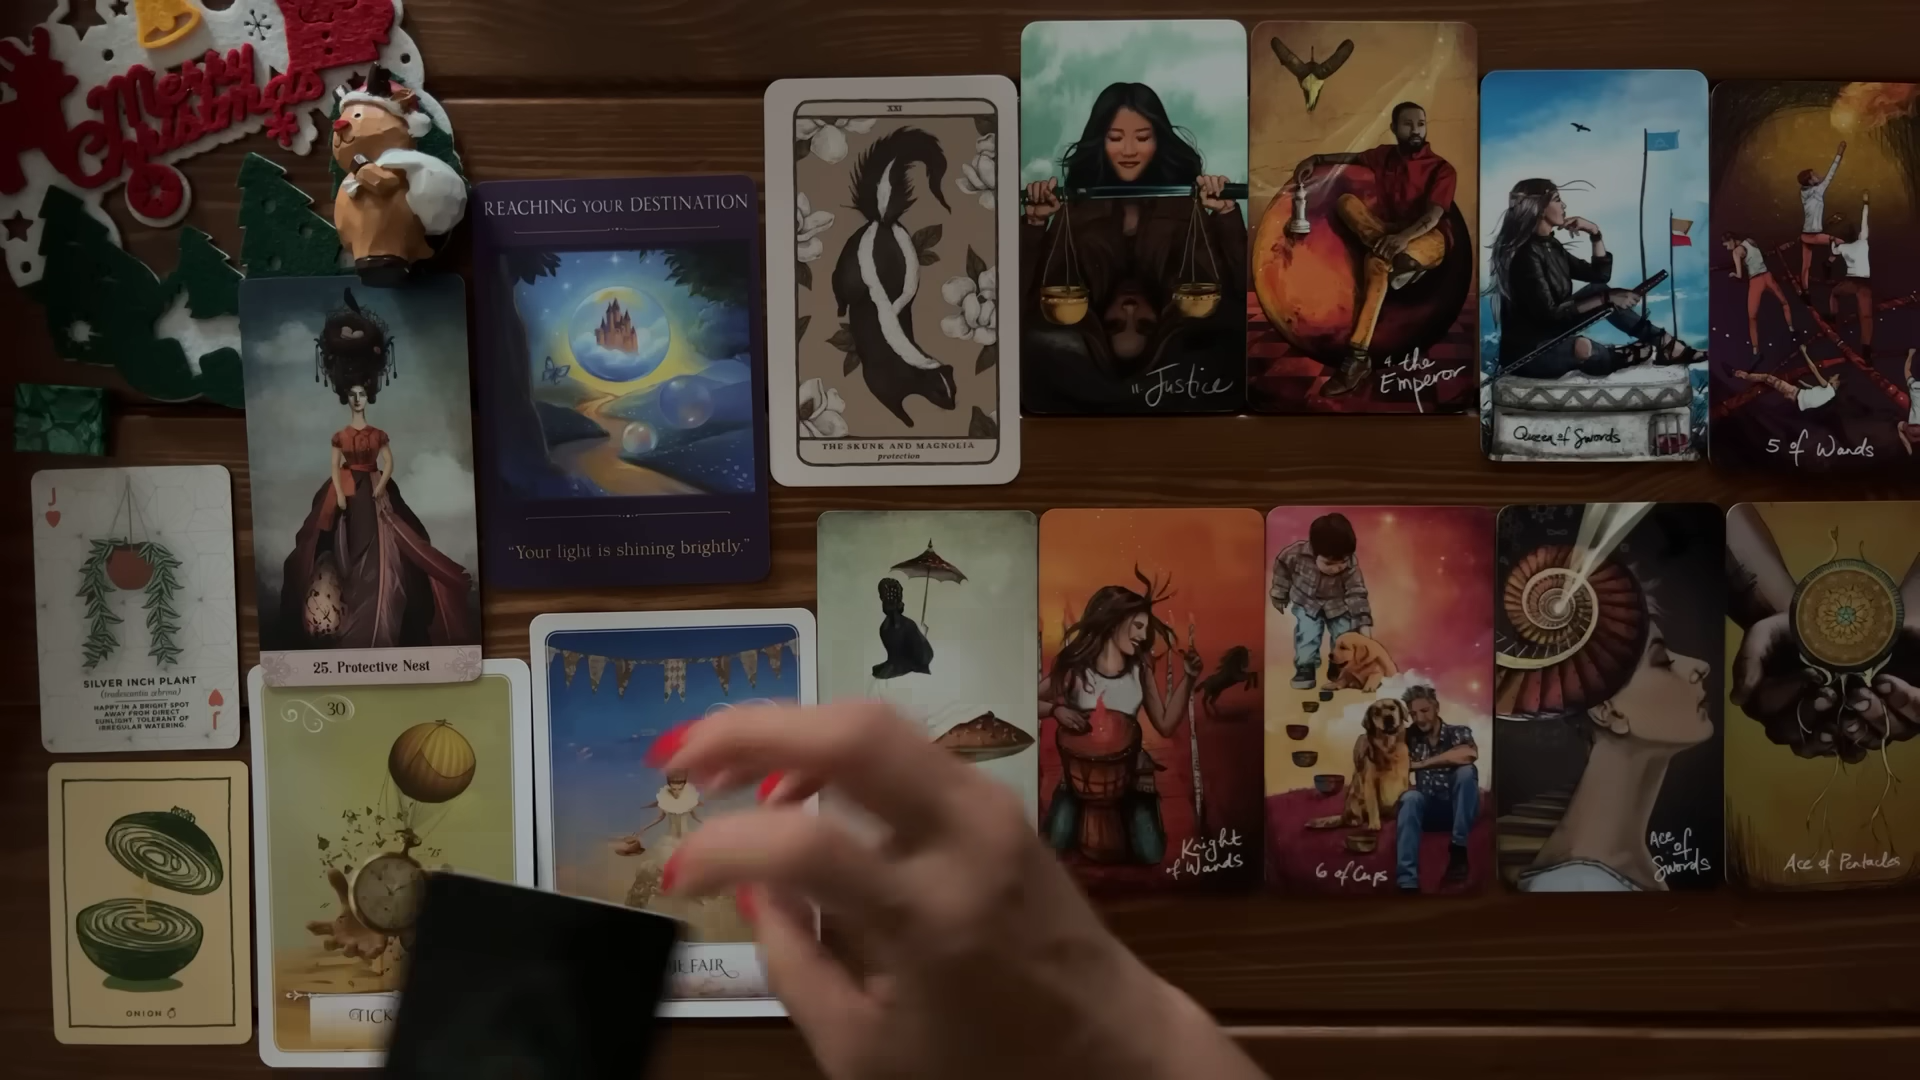 Merry
Christmas
REACHING YOUR DESTINATION
"Your light is shining brightly."
XXI
THE SKUNK AND MAGNOLIA
protection
11 Justice
4 the
Emperor
Queen of Swords
5 of Wands
J
SILVER INCH PLANT
(tradescantia zebrina)
HAPPY IN A BRIGHT SPOT
AWAY FROM DIRECT
SUNLIGHT. TOLERANT OF
IRREGULAR WATERING.
J
25. Protective Nest
30
Knight
of Wands
6 of Cups
Ace
of
Swords
Ace of Pentacles
ONION
TICK
FAIR